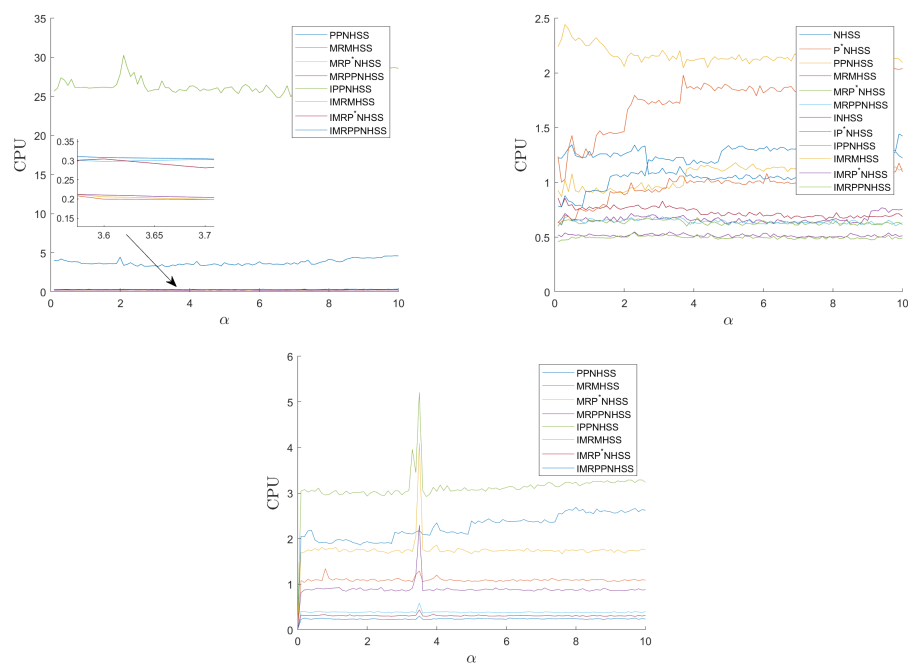 35
30
25
20
15
10
5
0
CPU
0 2 4 6 8 10
α
PPNHSS
MRMHSS
MRP*NHSS
MRPPNHSS
IPPNHSS
IMRMHSS
IMRP*NHSS
IMRPPNHSS
0.35
0.3
0.25
0.2
0.15
3.6 3.65 3.7
2.5
2
1.5
1
0.5
0
CPU
0 2 4 6 8 10
α
NHSS
P*NHSS
PPNHSS
MRMHSS
MRP*NHSS
MRPPNHSS
INHSS
IP*NHSS
IPPNHSS
IMRMHSS
IMRP*NHSS
IMRPPNHSS
6
5
4
3
2
1
0
CPU
0 2 4 6 8 10
α
PPNHSS
MRMHSS
MRP*NHSS
MRPPNHSS
IPPNHSS
IMRMHSS
IMRP*NHSS
IMRPPNHSS